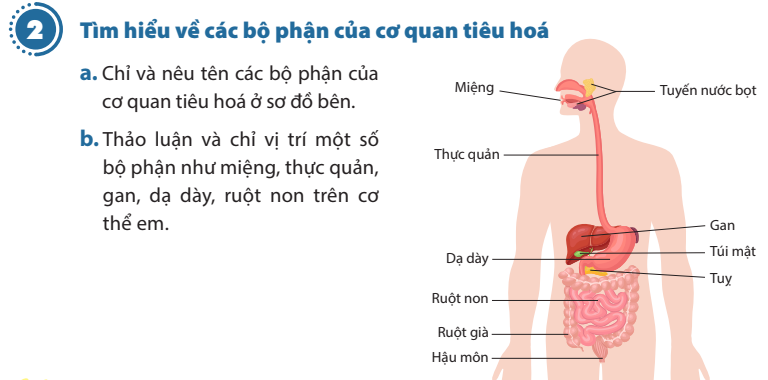 2 Tìm hiểu về các bộ phận của cơ quan tiêu hoá
a. Chỉ và nêu tên các bộ phận của
cơ quan tiêu hoá ở sơ đồ bên.
b. Thảo luận và chỉ vị trí một số
bộ phận như miệng, thực quản,
gan, dạ dày, ruột non trên cơ
thể em.
Miệng
Tuyến nước bọt
Thực quản
Gan
Túi mật
Dạ dày
Tuỵ
Ruột non
Ruột già
Hậu môn